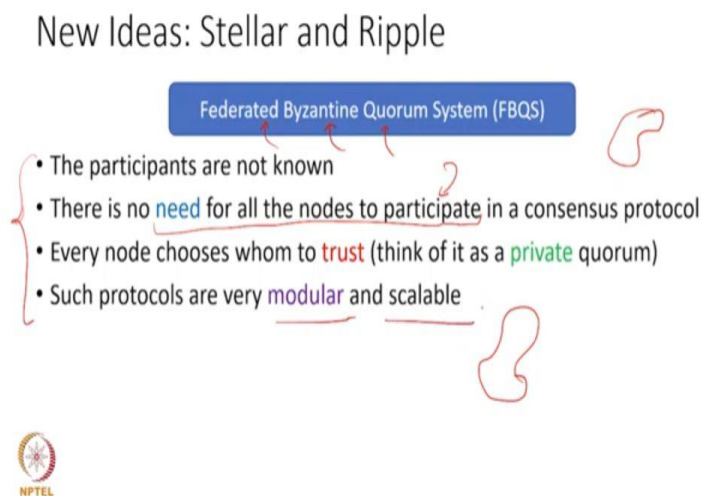 New Ideas: Stellar and Ripple
Federated Byzantine Quorum System (FBQS)
• The participants are not known
• There is no need for all the nodes to participate in a consensus protocol
• Every node chooses whom to trust (think of it as a private quorum)
• Such protocols are very modular and scalable
NPTEL